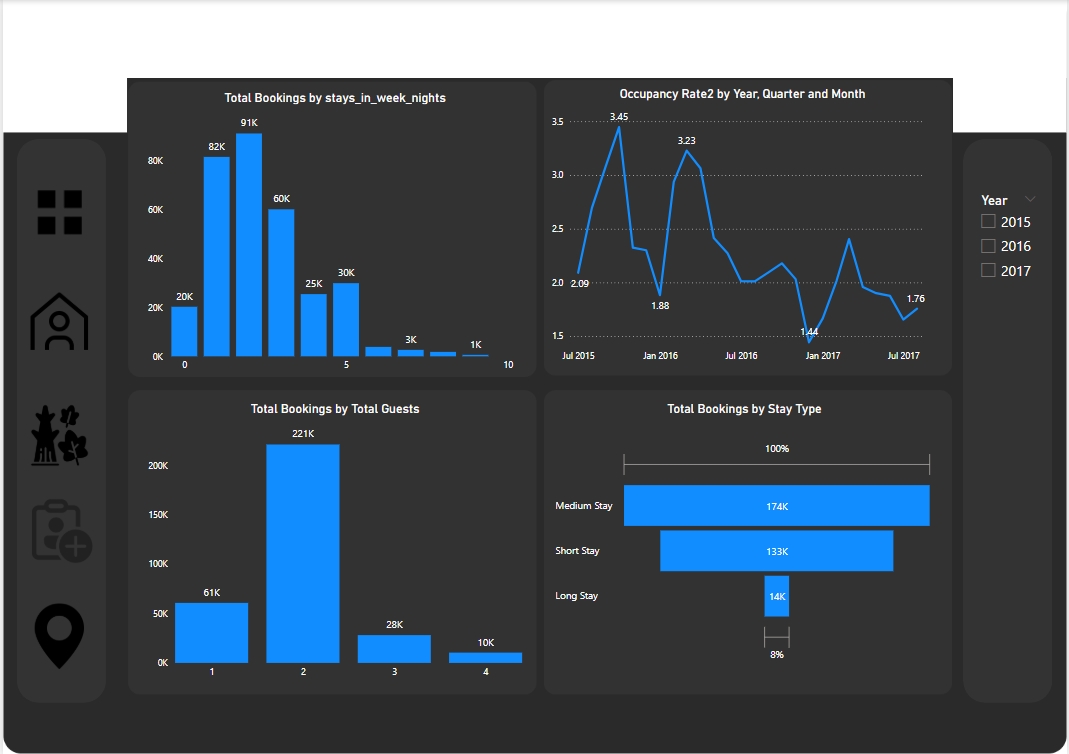 Total Bookings by stays_in_week_nights
91K
82K
80K
60K
60K
40K
30K
25K
20K
20K
3K
1K
0K
0 5 10
Occupancy Rate2 by Year, Quarter and Month
3.5
3.45
3.23
3.0
2.5
2.0
2.09
1.88
1.76
1.44
1.5
Jul 2015 Jan 2016 Jul 2016 Jan 2017 Jul 2017
Year
2015
2016
2017
Total Bookings by Total Guests
221K
200K
150K
100K
61K
50K
28K
10K
0K
1 2 3 4
Total Bookings by Stay Type
100%
Medium Stay 174K
Short Stay 133K
Long Stay 14K
8%